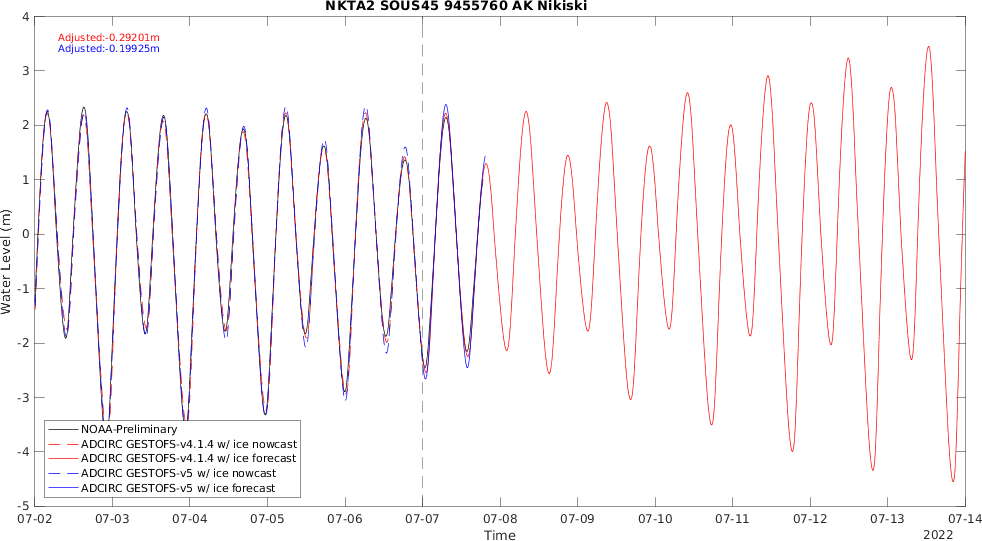 NKTA2 SOUS45 9455760 AK Nikiski
Adjusted:-0.29201m
Adjusted:-0.19925m
4
3
2
1
0
-1
-2
-3
-4
-5
Water Level (m)
NOAA-Preliminary
ADCIRC GESTOFS-v4.1.4 w/ ice nowcast
ADCIRC GESTOFS-v4.1.4 w/ ice forecast
ADCIRC GESTOFS-v5 w/ ice nowcast
ADCIRC GESTOFS-v5 w/ ice forecast
07-02 07-03 07-04 07-05 07-06 07-07 07-08 07-09 07-10 07-11 07-12 07-13 07-14
Time
2022